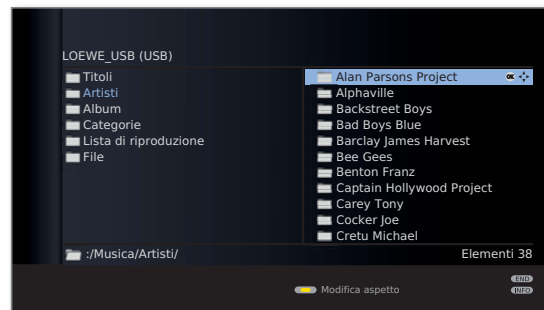 LOEWE_USB (USB)
Titoli
Artisti
Album
Categorie
Lista di riproduzione
File
Alan Parsons Project OK
Alphaville
Backstreet Boys
Bad Boys Blue
Barclay James Harvest
Bee Gees
Benton Franz
Captain Hollywood Project
Carey Tony
Cocker Joe
Cretu Michael
:/Musica/Artisti/ Elementi 38
END
Modifica aspetto INFO